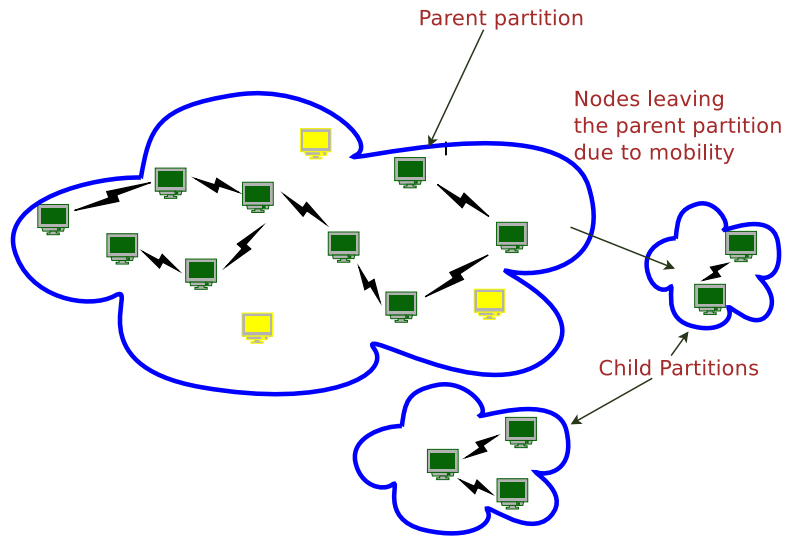 Parent partition
Nodes leaving
the parent partition
due to mobility
Child Partitions